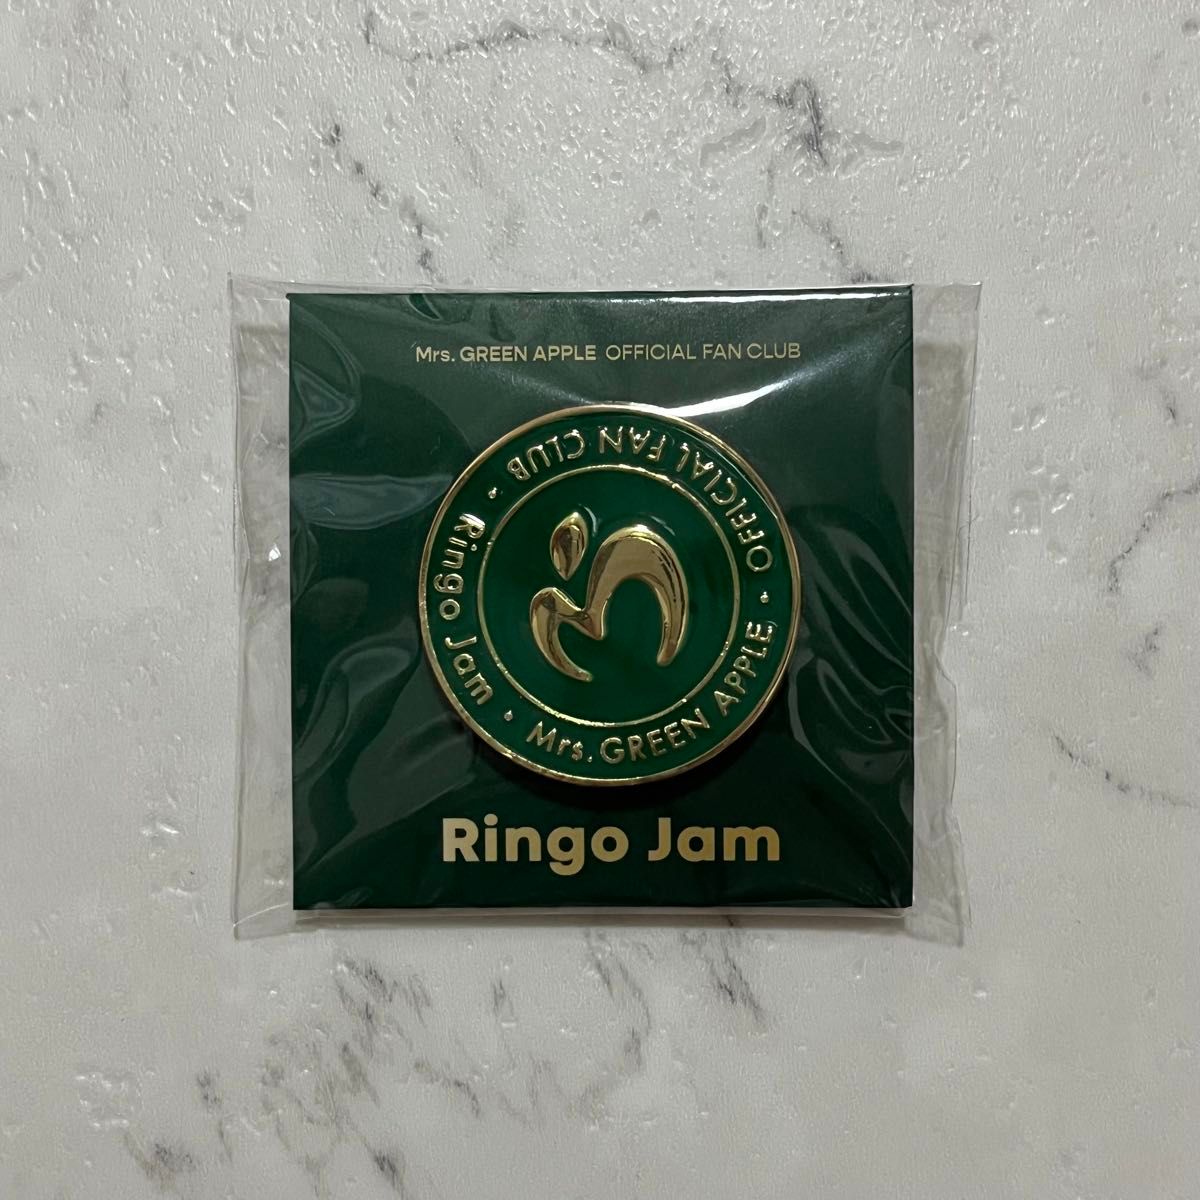 Mrs. GREEN APPLE OFFICIAL FAN CLUB
Ringo Jam · Mrs. GREEN APPLE · OFFICIAL FAN CLUB ·
Ringo Jam